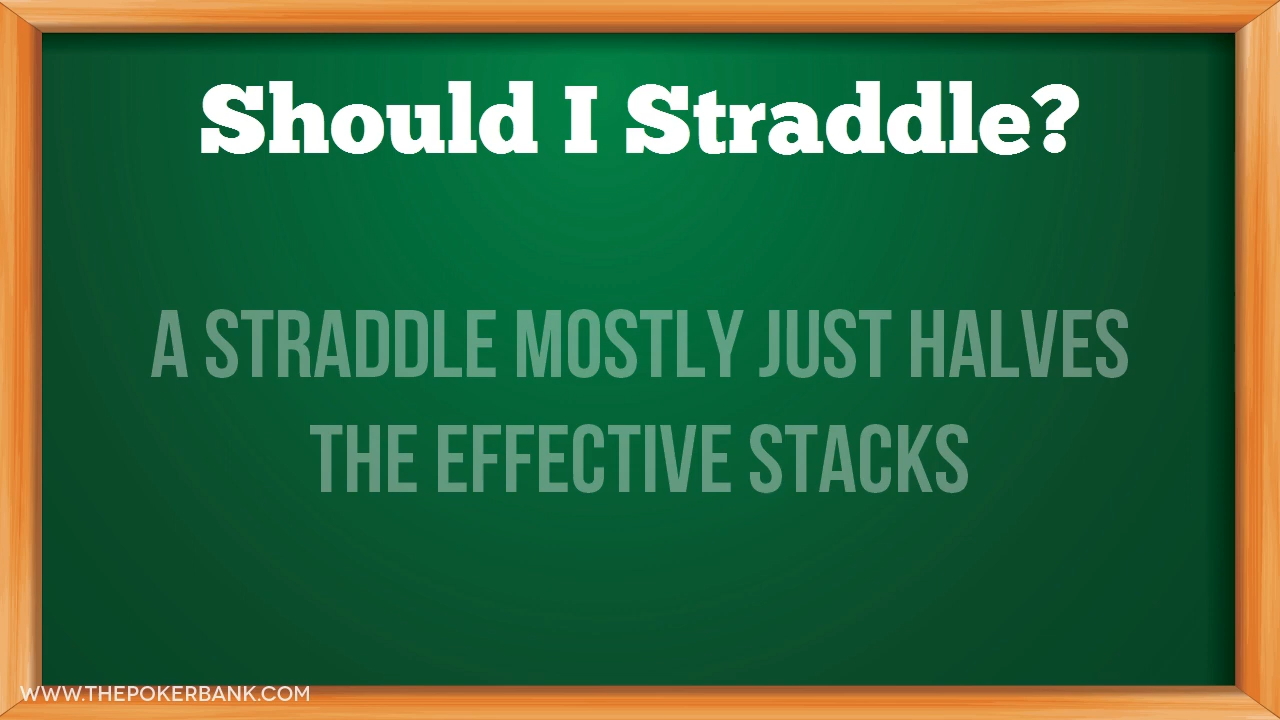 Should I Straddle?
A STRADDLE MOSTLY JUST HALVES
THE EFFECTIVE STACKS
WWW.THEPOKERBANK.COM